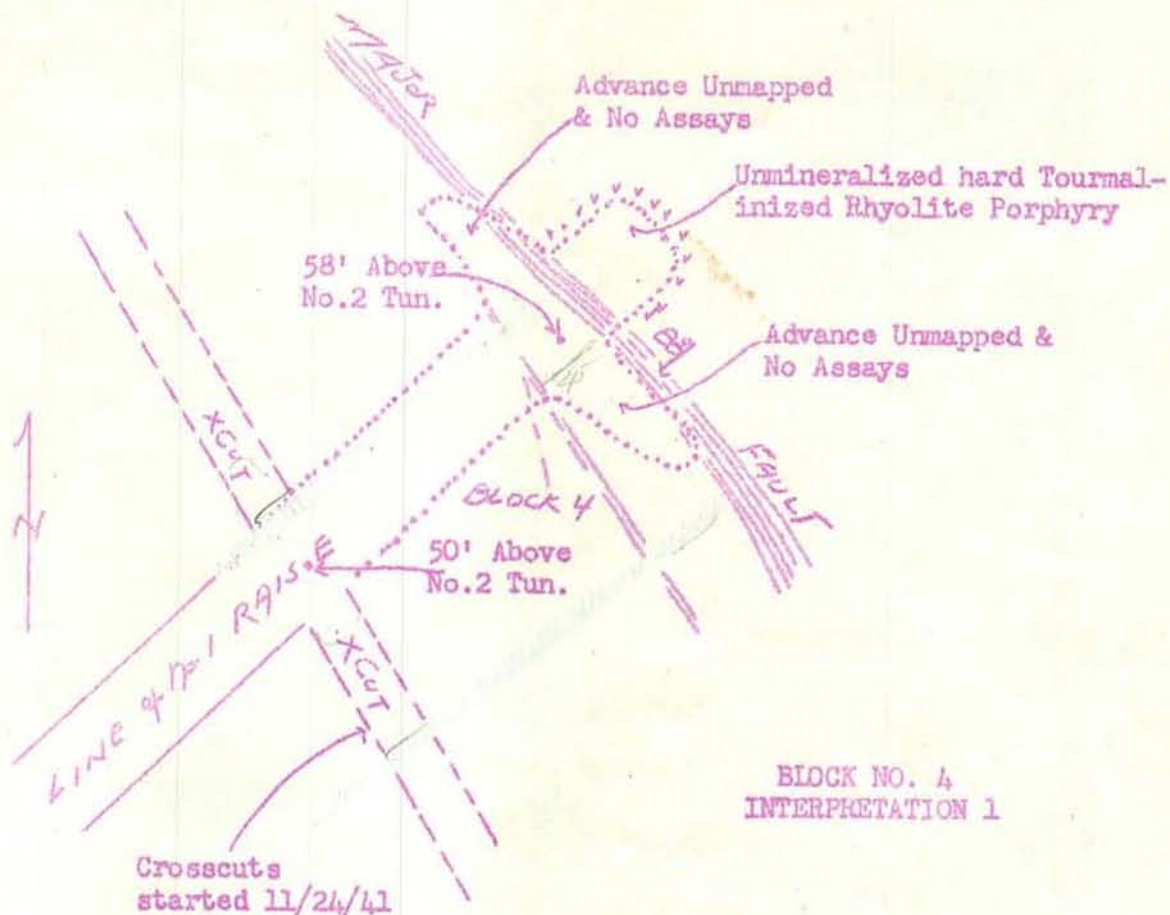 MAJOR
Advance Unmapped
& No Assays
Unmineralized hard Tourmal-
inized Rhyolite Porphyry
58' Above
No.2 Tun.
Advance Unmapped &
No Assays
XCUT
N
BLOCK 4
FAULT
50' Above
No.2 Tun.
LINE of No 1 RAISE
XCUT
BLOCK NO. 4
INTERPRETATION 1
Crosscuts
started 11/24/41